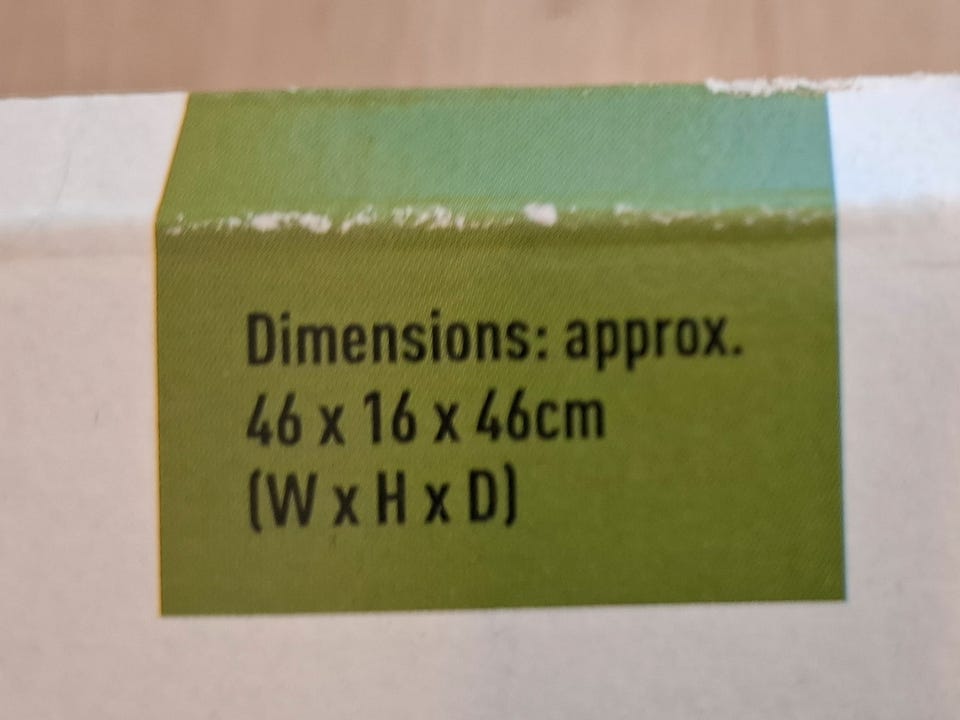 Dimensions: approx.
46 x 16 x 46cm
(W x H x D)